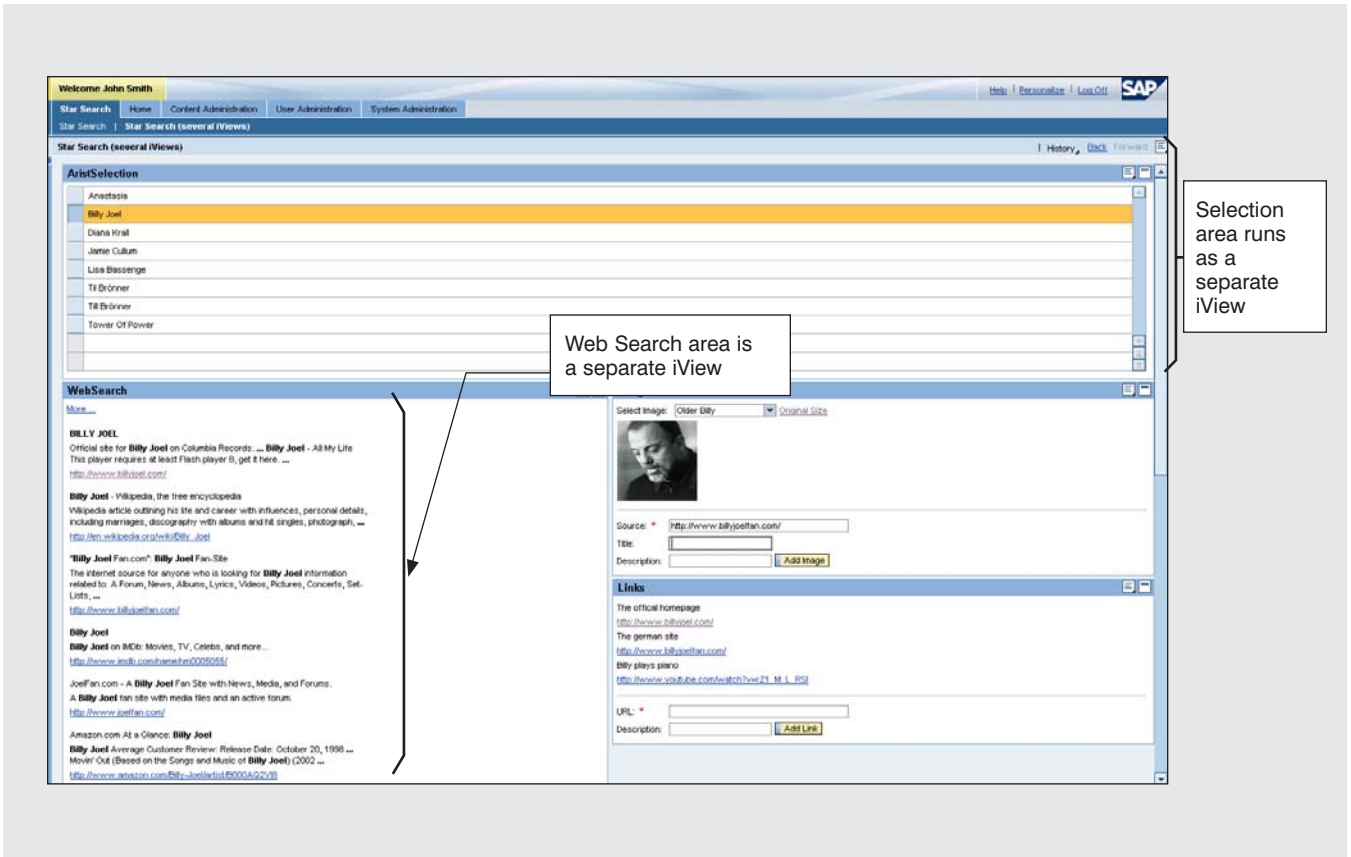 Welcome John Smith
Help | Personalize | Log Off
SAP
Star Search Home Content Administration User Administration System Administration
Star Search | Star Search (several iViews)
Star Search (several iViews)
History Back Forward
AristSelection
Anastasia
Billy Joel
Diana Krall
Jamie Cullum
Lisa Bassenge
Til Brönner
Till Brönner
Tower Of Power
Selection
area runs
as a
separate
iView
Web Search area is
a separate iView
WebSearch
More ...
BILLY JOEL
Official site for Billy Joel on Columbia Records. ... Billy Joel - All My Life
This player requires at least Flash player 8, get it here. ...
http://www.billyjoel.com/
Billy Joel - Wikipedia, the free encyclopedia
Wikipedia article outlining his life and career with influences, personal details,
including marriages, discography with albums and hit singles, photograph, ...
http://en.wikipedia.org/wiki/Billy_Joel
"Billy Joel Fan.com": Billy Joel Fan-Site
The internet source for anyone who is looking for Billy Joel information
related to: A Forum, News, Albums, Lyrics, Videos, Pictures, Concerts, Set-
Lists, ...
http://www.billyjoelfan.com/
Billy Joel
Billy Joel on IMDb: Movies, TV, Celebs, and more...
http://www.imdb.com/name/nm0005055/
JoelFan.com - A Billy Joel Fan Site with News, Media, and Forums.
A Billy Joel fan site with media files and an active forum.
http://www.joelfan.com/
Amazon.com At a Glance: Billy Joel
Billy Joel Average Customer Review: Release Date: October 20, 1998 ...
Movin' Out (Based on the Songs and Music of Billy Joel) (2002 ...
Select Image: Older Billy Original Size
Source: * http://www.billyjoelfan.com/
Title:
Description: Add Image
Links
The offical homepage
http://www.billyjoel.com/
The german site
http://www.billyjoelfan.com/
Billy plays piano
URL: *
Description: Add Link